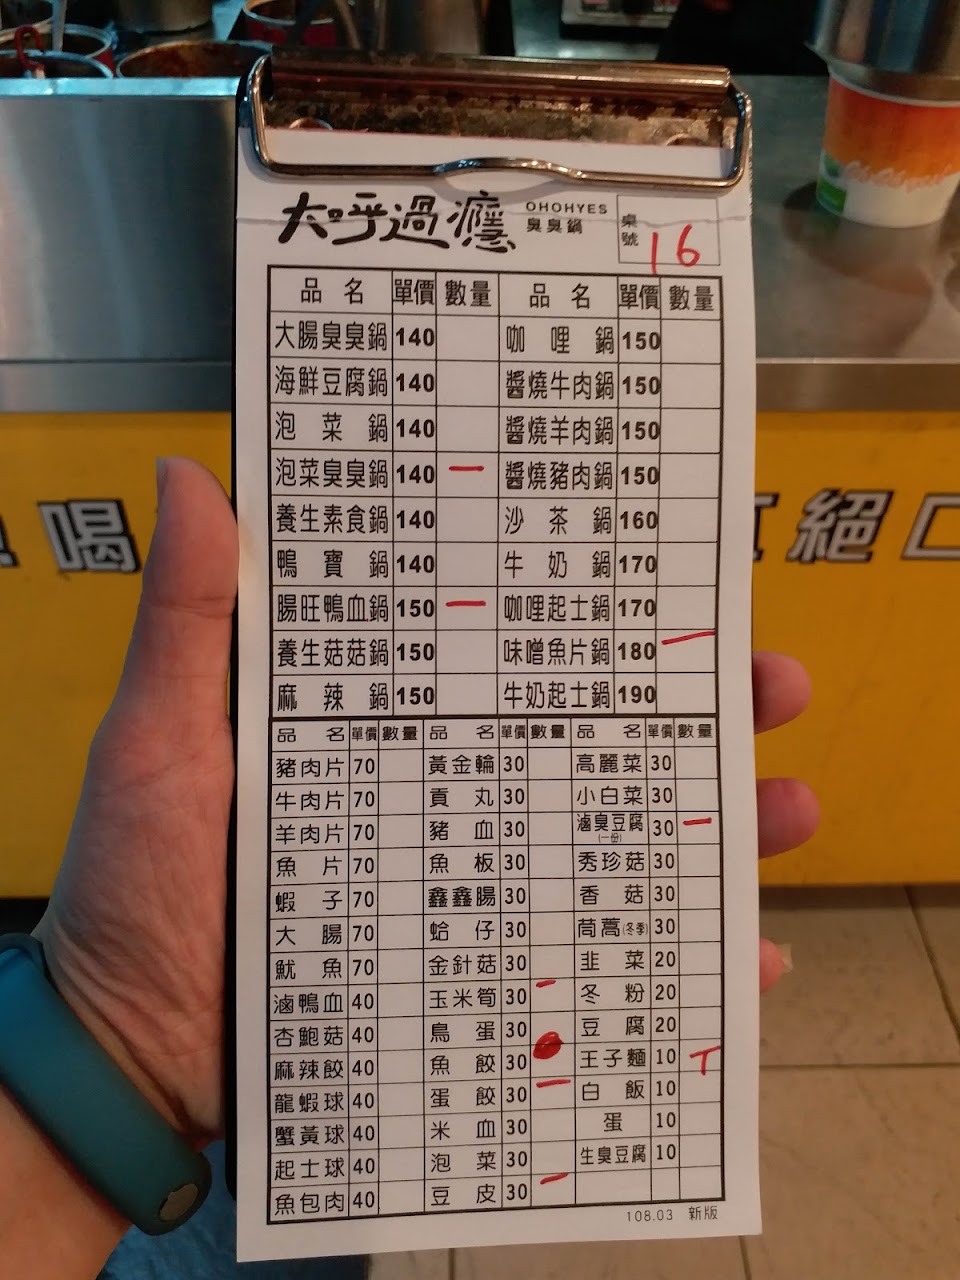 大呼過癮 OHOHYES 臭臭鍋 桌號 16
品名 單價 數量 品名 單價 數量
大腸臭臭鍋 140 咖哩鍋 150
海鮮豆腐鍋 140 醬燒牛肉鍋 150
泡菜鍋 140 醬燒羊肉鍋 150
泡菜臭臭鍋 140 一 醬燒豬肉鍋 150
養生素食鍋 140 沙茶鍋 160
鴨寶鍋 140 牛奶鍋 170
腸旺鴨血鍋 150 一 咖哩起士鍋 170
養生菇菇鍋 150 味噌魚片鍋 180 一
麻辣鍋 150 牛奶起士鍋 190
品名 單價 數量 品名 單價 數量 品名 單價 數量
豬肉片 70 黃金輪 30 高麗菜 30
牛肉片 70 貢丸 30 小白菜 30
羊肉片 70 豬血 30 滷臭豆腐(一份) 30 一
魚片 70 魚板 30 秀珍菇 30
蝦子 70 鑫鑫腸 30 香菇 30
大腸 70 蛤仔 30 茼蒿(冬季) 30
魷魚 70 金針菇 30 韭菜 20
滷鴨血 40 玉米筍 30 一 冬粉 20
杏鮑菇 40 鳥蛋 30 豆腐 20
麻辣餃 40 魚餃 30 王子麵 10 T
龍蝦球 40 蛋餃 30 一 白飯 10
蟹黃球 40 米血 30 蛋 10
起士球 40 泡菜 30 生臭豆腐 10
魚包肉 40 豆皮 30 一
108.03 新版
喝
絕